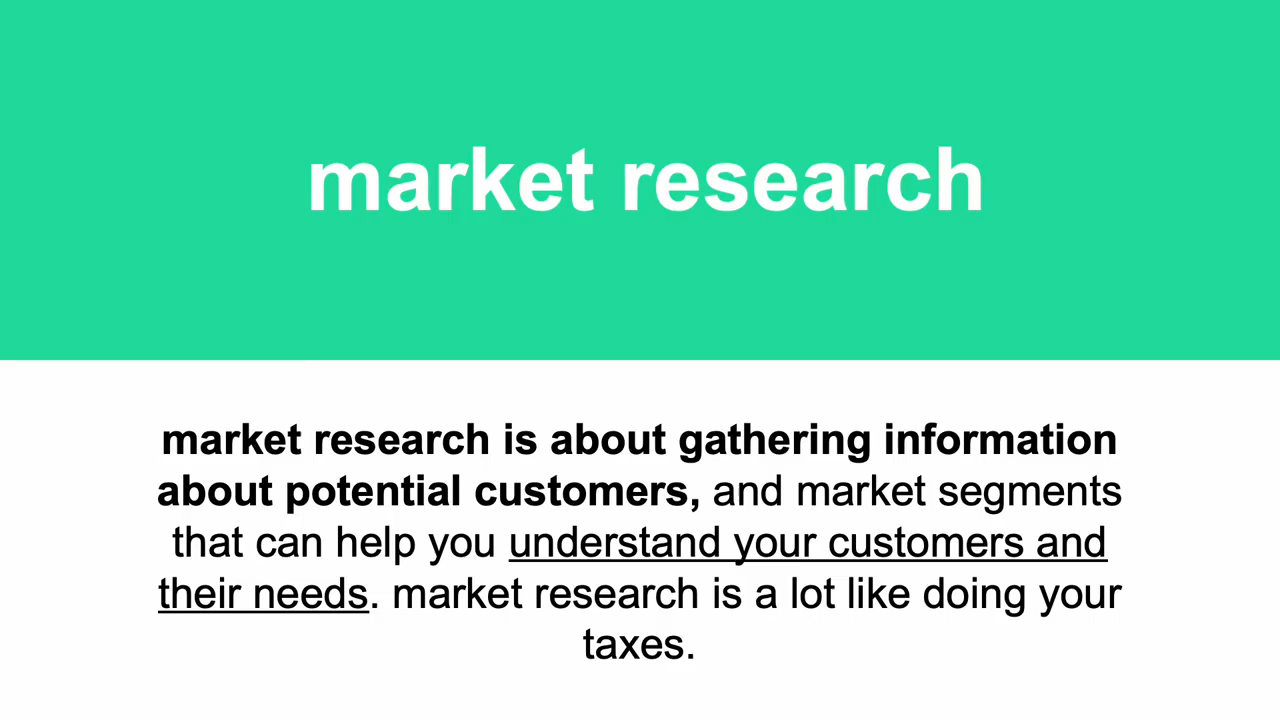 market research
market research is about gathering information
about potential customers, and market segments
that can help you understand your customers and
their needs. market research is a lot like doing your
taxes.